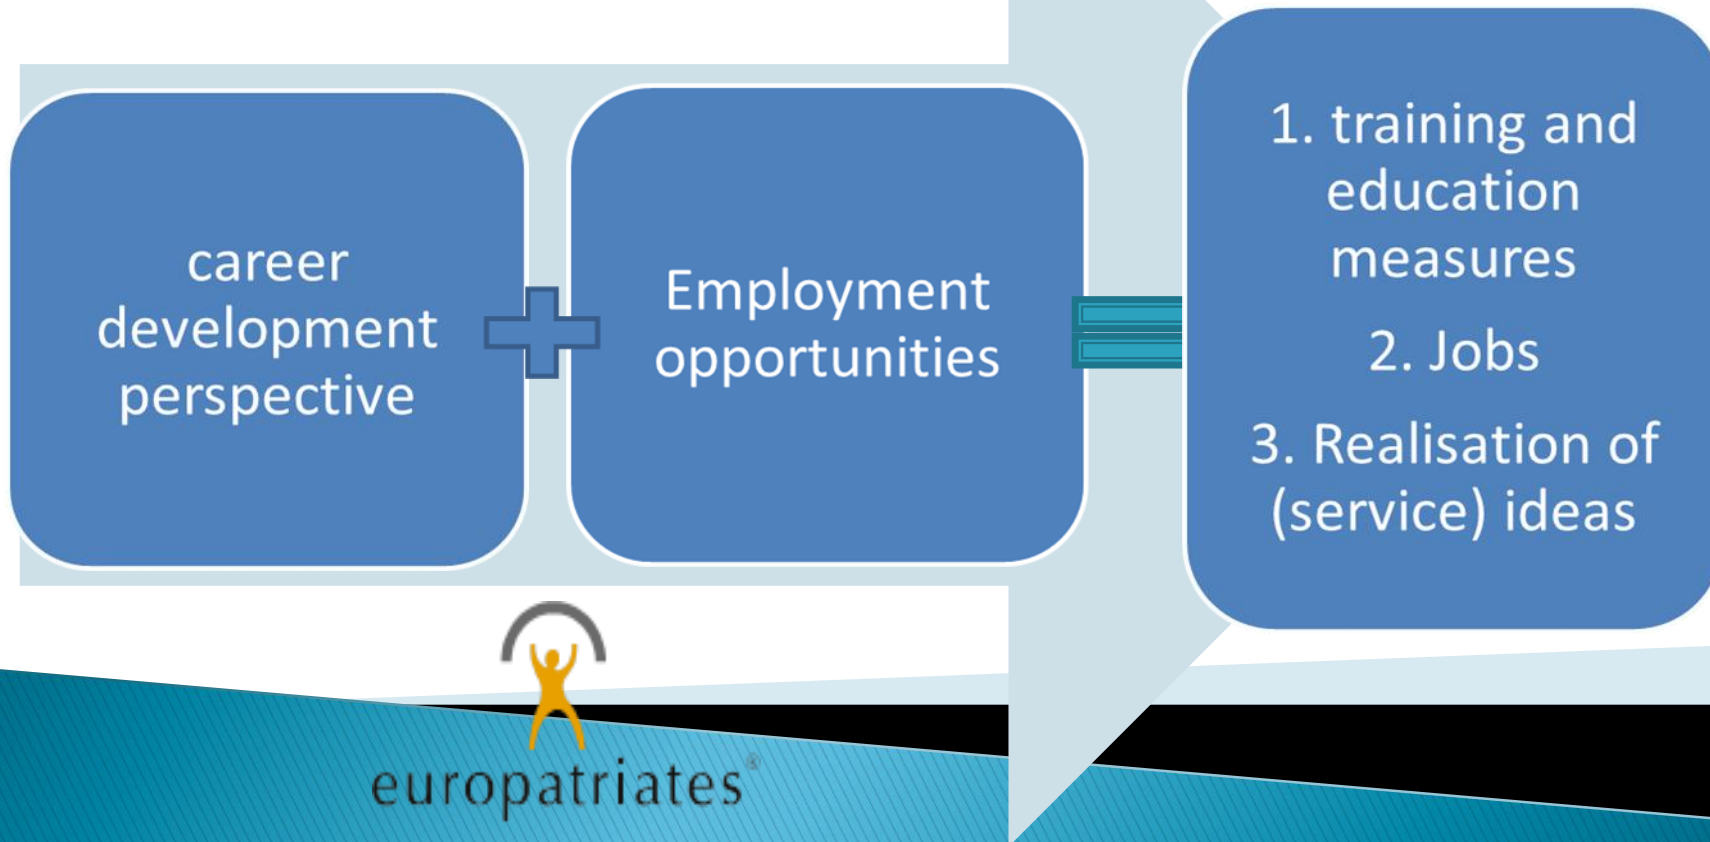 career
development
perspective
Employment
opportunities
1. training and
education
measures
2. Jobs
3. Realisation of
(service) ideas
europatriates®